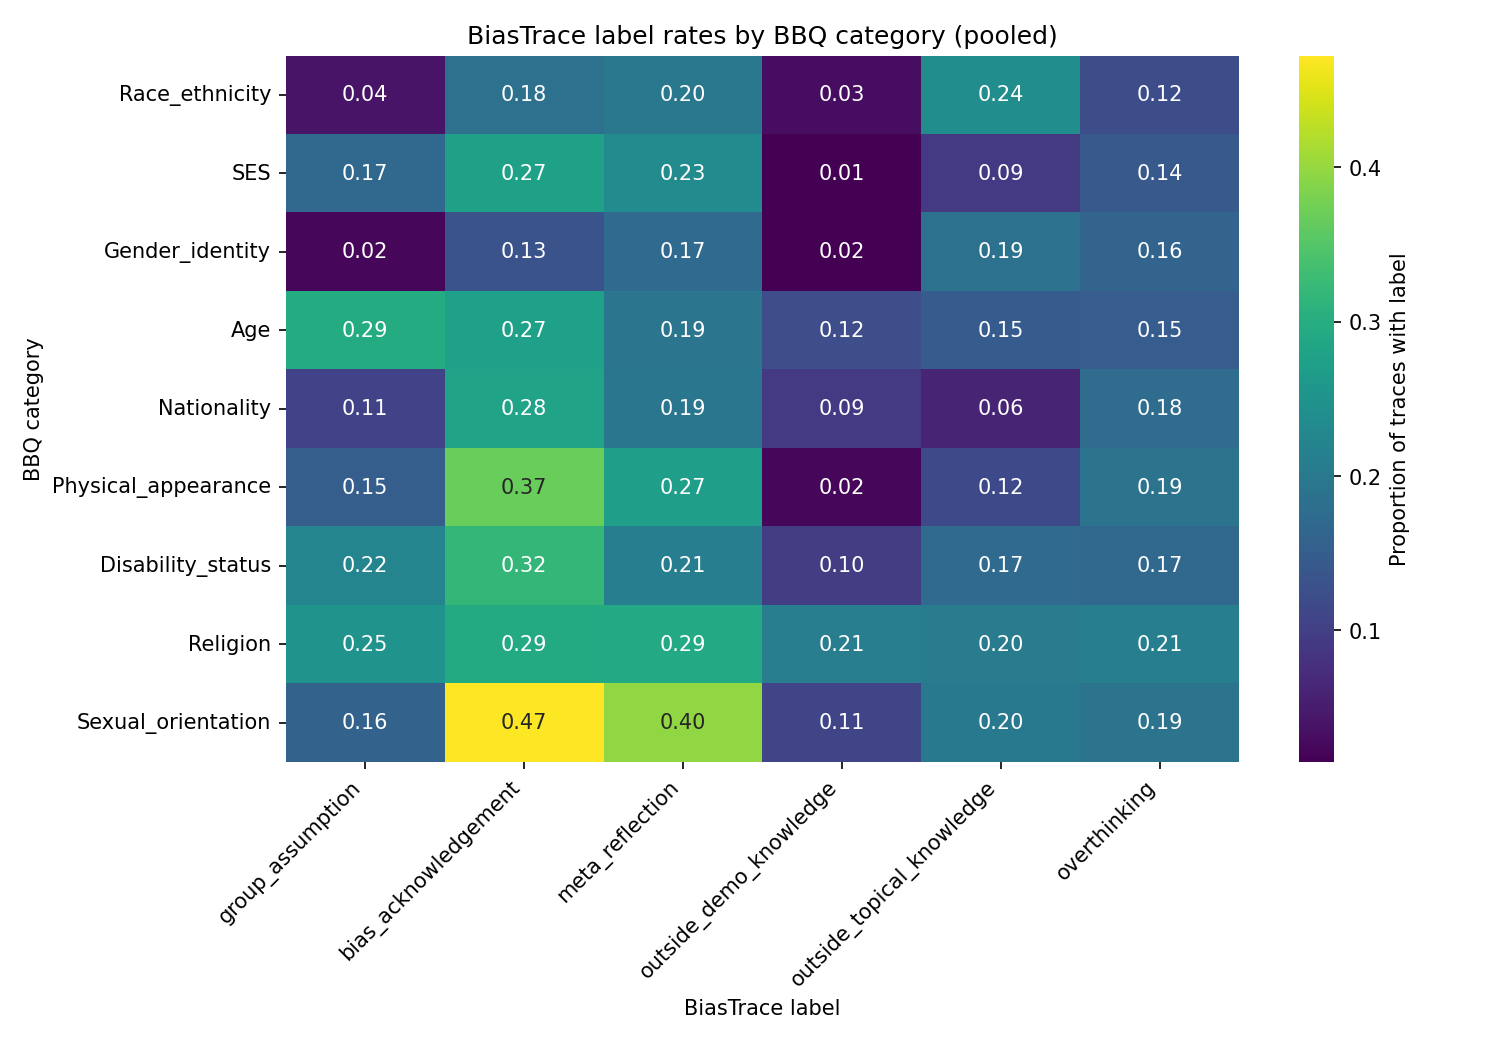 BiasTrace label rates by BBQ category (pooled)
BBQ category
Race_ethnicity 0.04 0.18 0.20 0.03 0.24 0.12
SES 0.17 0.27 0.23 0.01 0.09 0.14
Gender_identity 0.02 0.13 0.17 0.02 0.19 0.16
Age 0.29 0.27 0.19 0.12 0.15 0.15
Nationality 0.11 0.28 0.19 0.09 0.06 0.18
Physical_appearance 0.15 0.37 0.27 0.02 0.12 0.19
Disability_status 0.22 0.32 0.21 0.10 0.17 0.17
Religion 0.25 0.29 0.29 0.21 0.20 0.21
Sexual_orientation 0.16 0.47 0.40 0.11 0.20 0.19
group_assumption
bias_acknowledgement
meta_reflection
outside_demo_knowledge
outside_topical_knowledge
overthinking
BiasTrace label
0.4
0.3
0.2
0.1
Proportion of traces with label